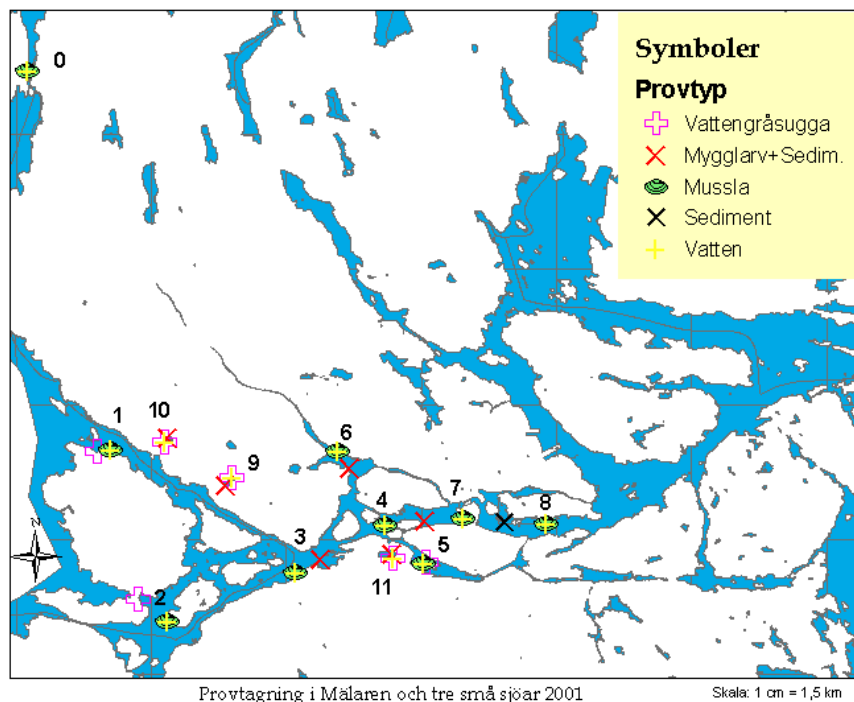 Symboler
Provtyp
Vattengråsugga
Mygglarv+Sedim.
Mussla
Sediment
Vatten
0
1
10
9
6
4
7
8
3
5
11
2
N
Provtagning i Mälaren och tre små sjöar 2001
Skala: 1 cm = 1,5 km